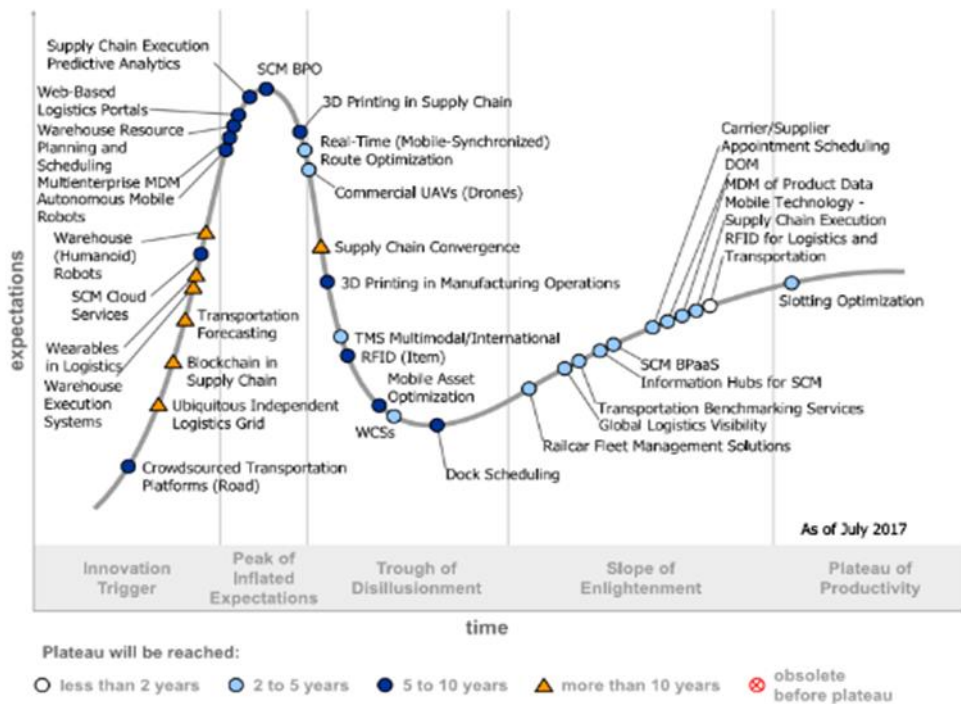 Supply Chain Execution
Predictive Analytics
SCM BPO
Web-Based
Logistics Portals
Warehouse Resource
Planning and
Scheduling
Multienterprise MDM
Autonomous Mobile
Robots
Warehouse
(Humanoid)
Robots
SCM Cloud
Services
Wearables
in Logistics
Warehouse
Execution
Systems
Transportation
Forecasting
Blockchain in
Supply Chain
Ubiquitous Independent
Logistics Grid
Crowdsourced Transportation
Platforms (Road)
3D Printing in Supply Chain
Real-Time (Mobile-Synchronized)
Route Optimization
Commercial UAVs (Drones)
Supply Chain Convergence
3D Printing in Manufacturing Operations
TMS Multimodal/International
RFID (Item)
Mobile Asset
Optimization
WCSs
Dock Scheduling
Carrier/Supplier
Appointment Scheduling
DOM
MDM of Product Data
Mobile Technology -
Supply Chain Execution
RFID for Logistics and
Transportation
Slotting Optimization
SCM BPaaS
Information Hubs for SCM
Transportation Benchmarking Services
Global Logistics Visibility
Railcar Fleet Management Solutions
expectations
As of July 2017
Innovation
Trigger
Peak of
Inflated
Expectations
Trough of
Disillusionment
Slope of
Enlightenment
Plateau of
Productivity
time
Plateau will be reached:
less than 2 years
2 to 5 years
5 to 10 years
more than 10 years
obsolete
before plateau